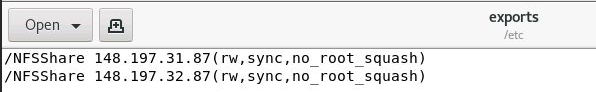 Open
exports
/etc
/NFSShare 148.197.31.87(rw,sync,no_root_squash)
/NFSShare 148.197.32.87(rw,sync,no_root_squash)